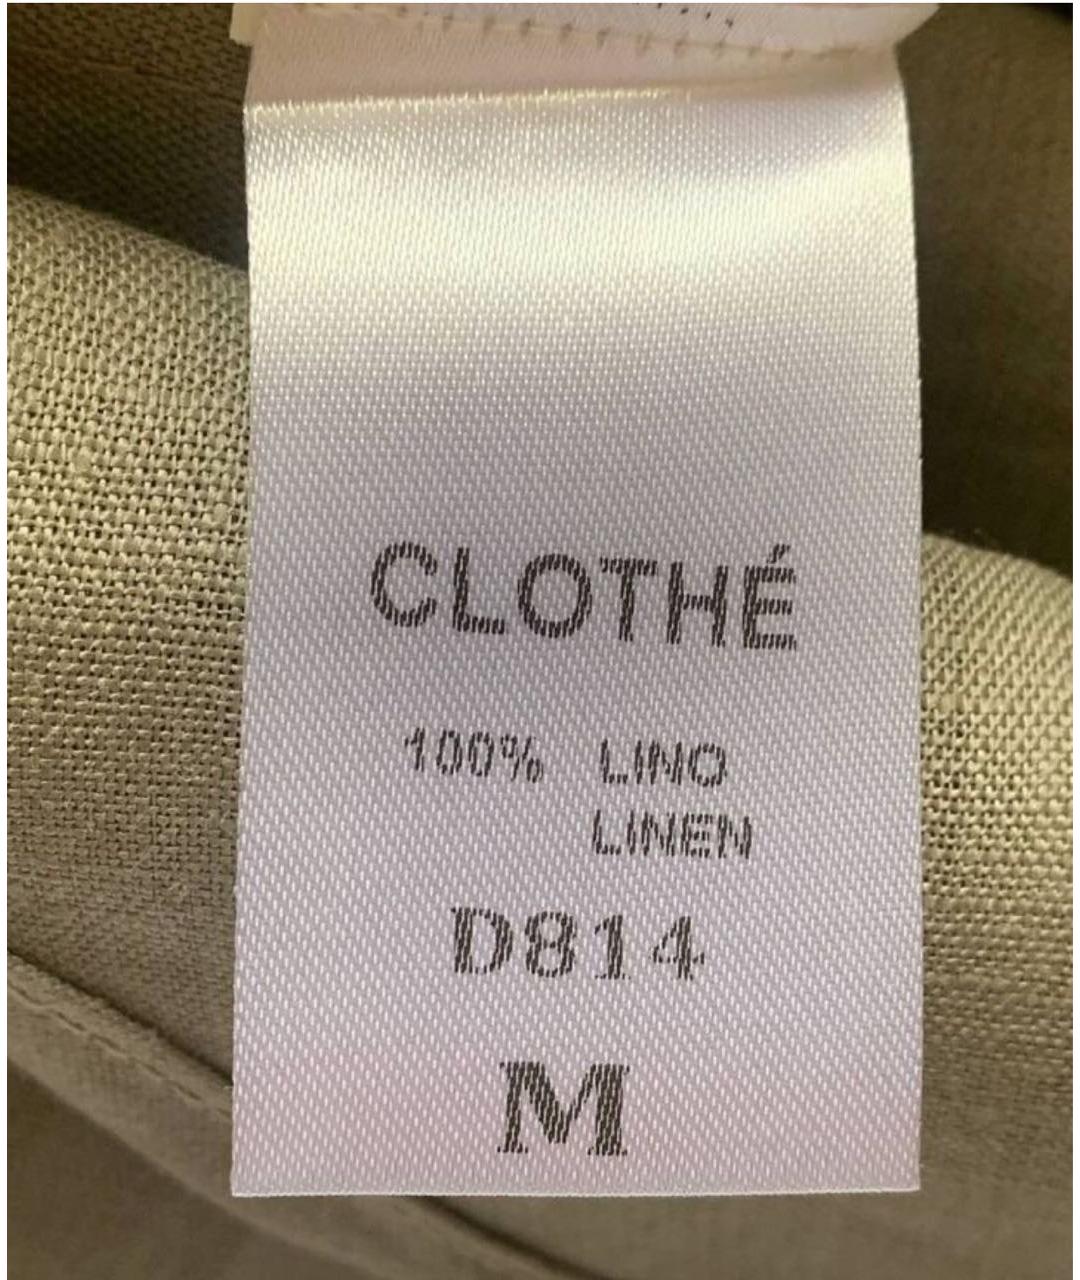 CLOTHÉ
100% LINO
LINEN
D814
M